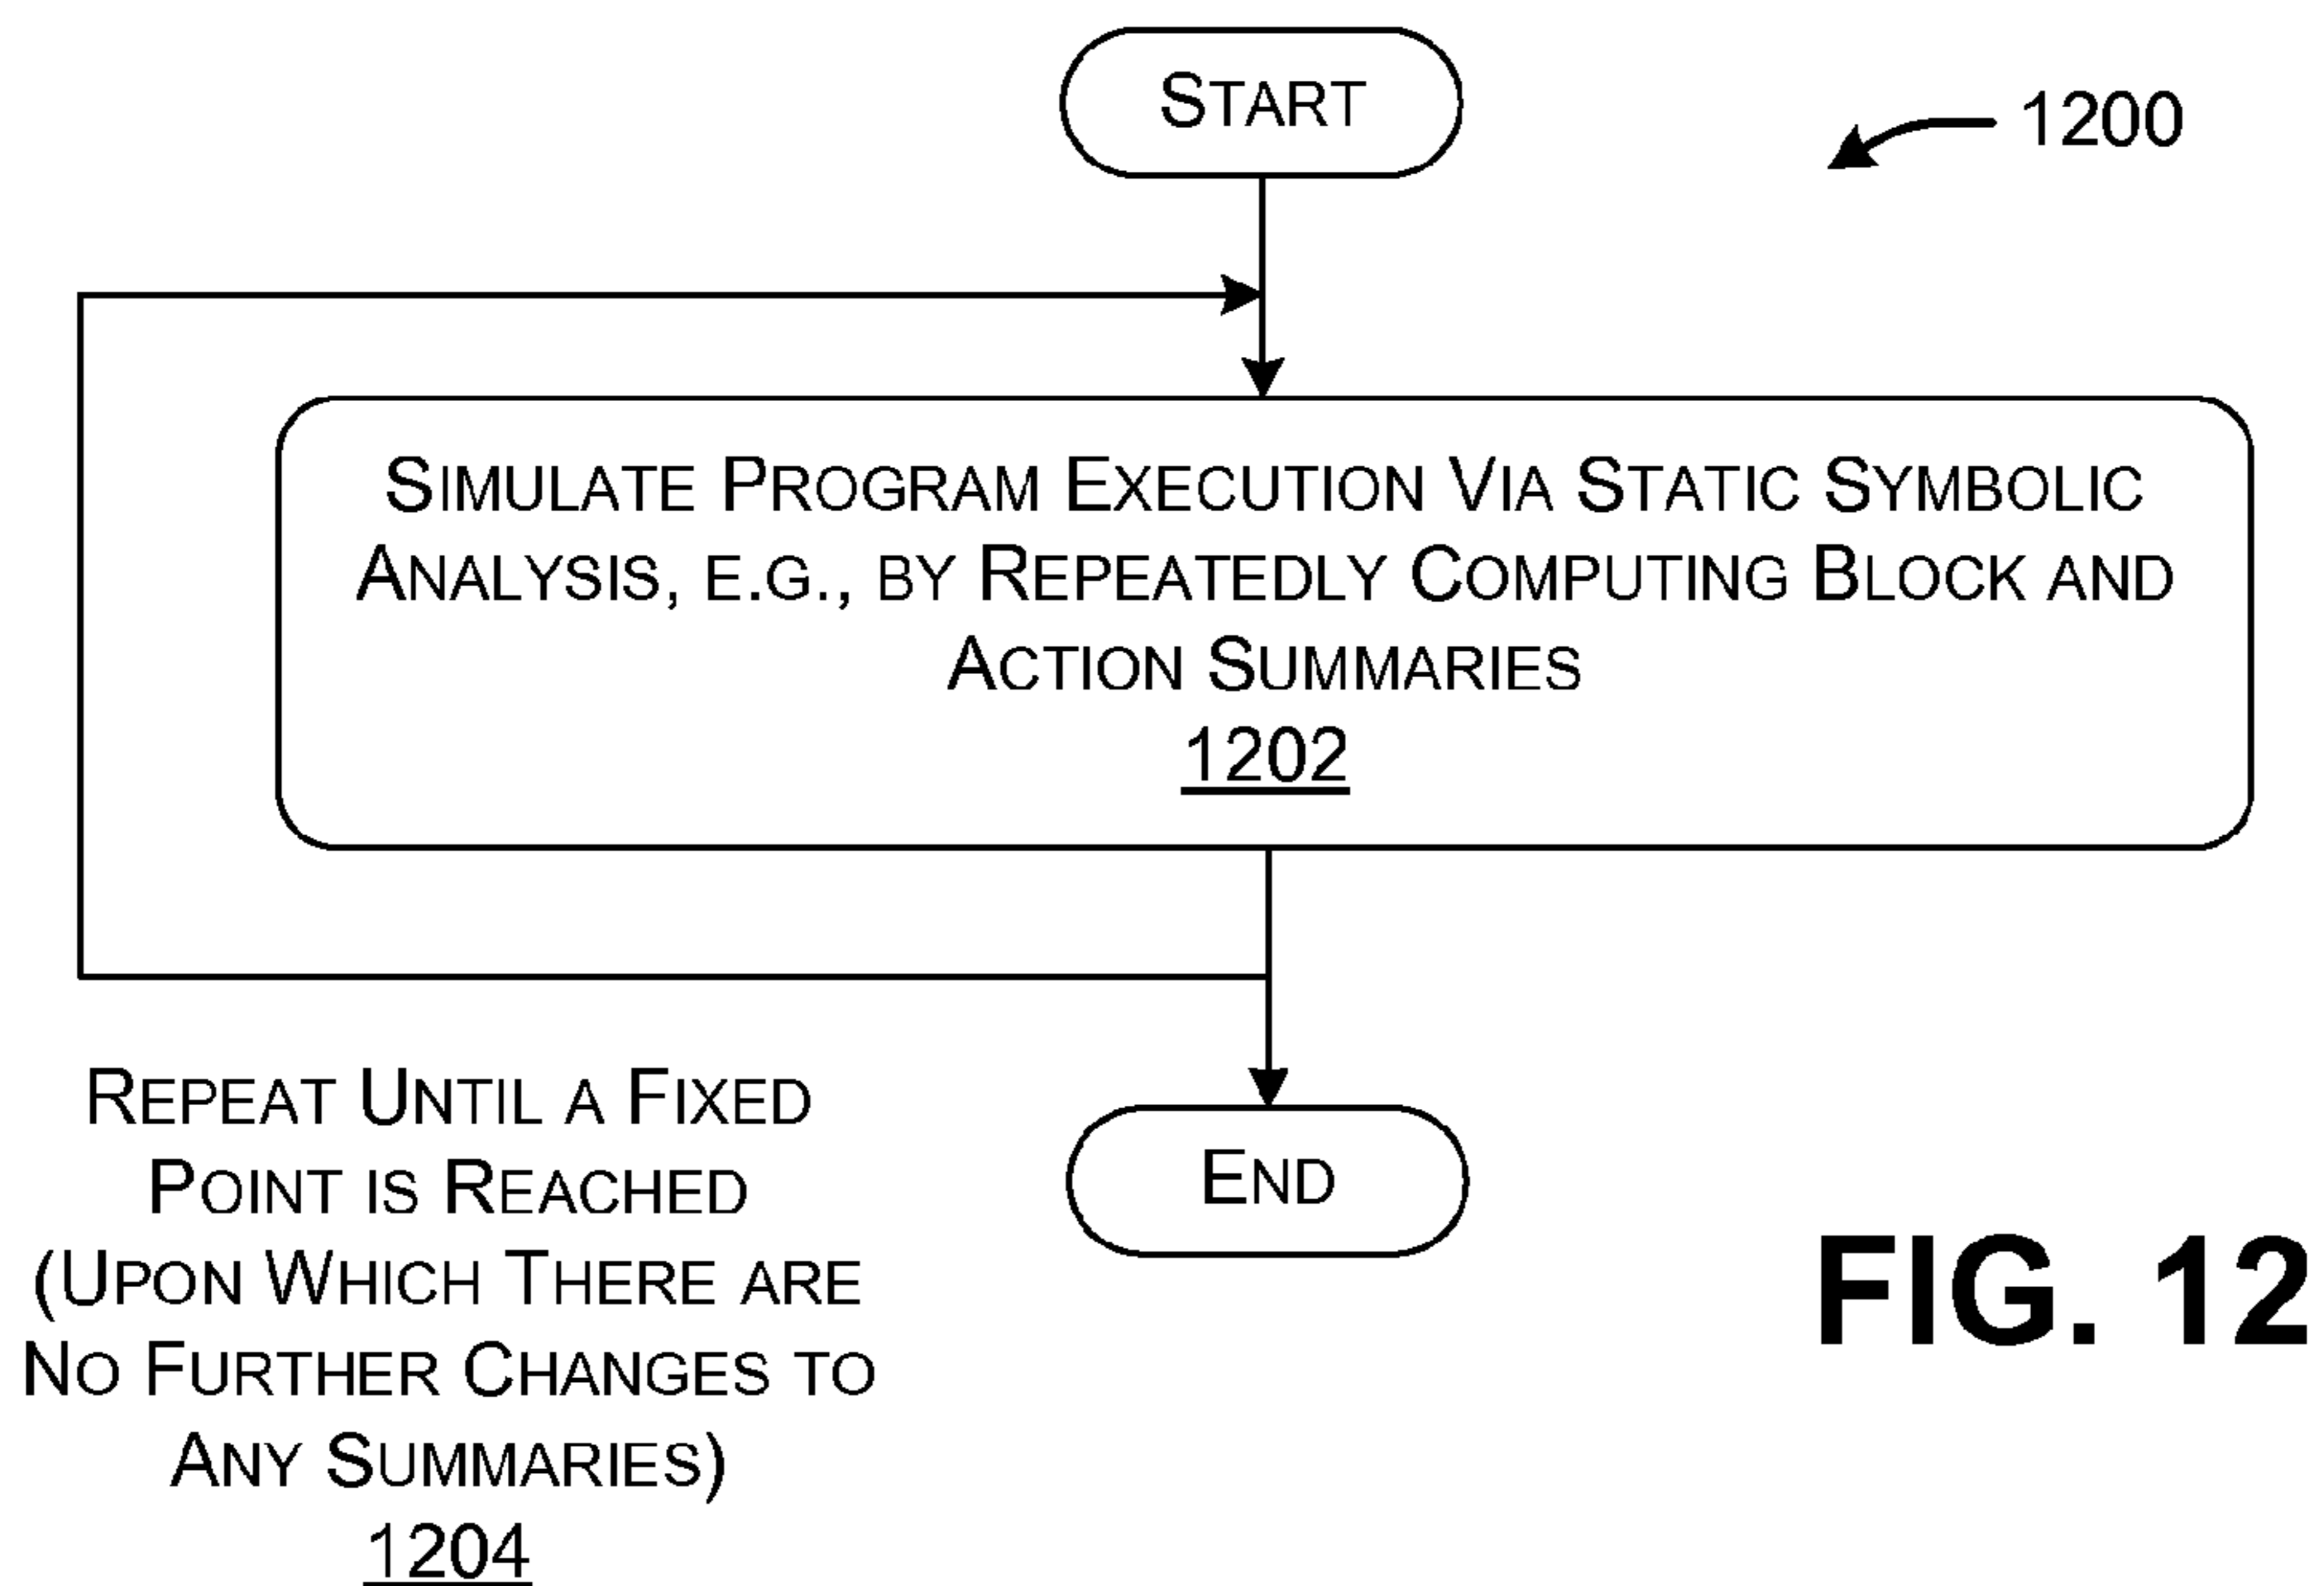 START
1200
SIMULATE PROGRAM EXECUTION VIA STATIC SYMBOLIC
ANALYSIS, E.G., BY REPEATEDLY COMPUTING BLOCK AND
ACTION SUMMARIES
1202
REPEAT UNTIL A FIXED
POINT IS REACHED
(UPON WHICH THERE ARE
NO FURTHER CHANGES TO
ANY SUMMARIES)
1204
END
FIG. 12